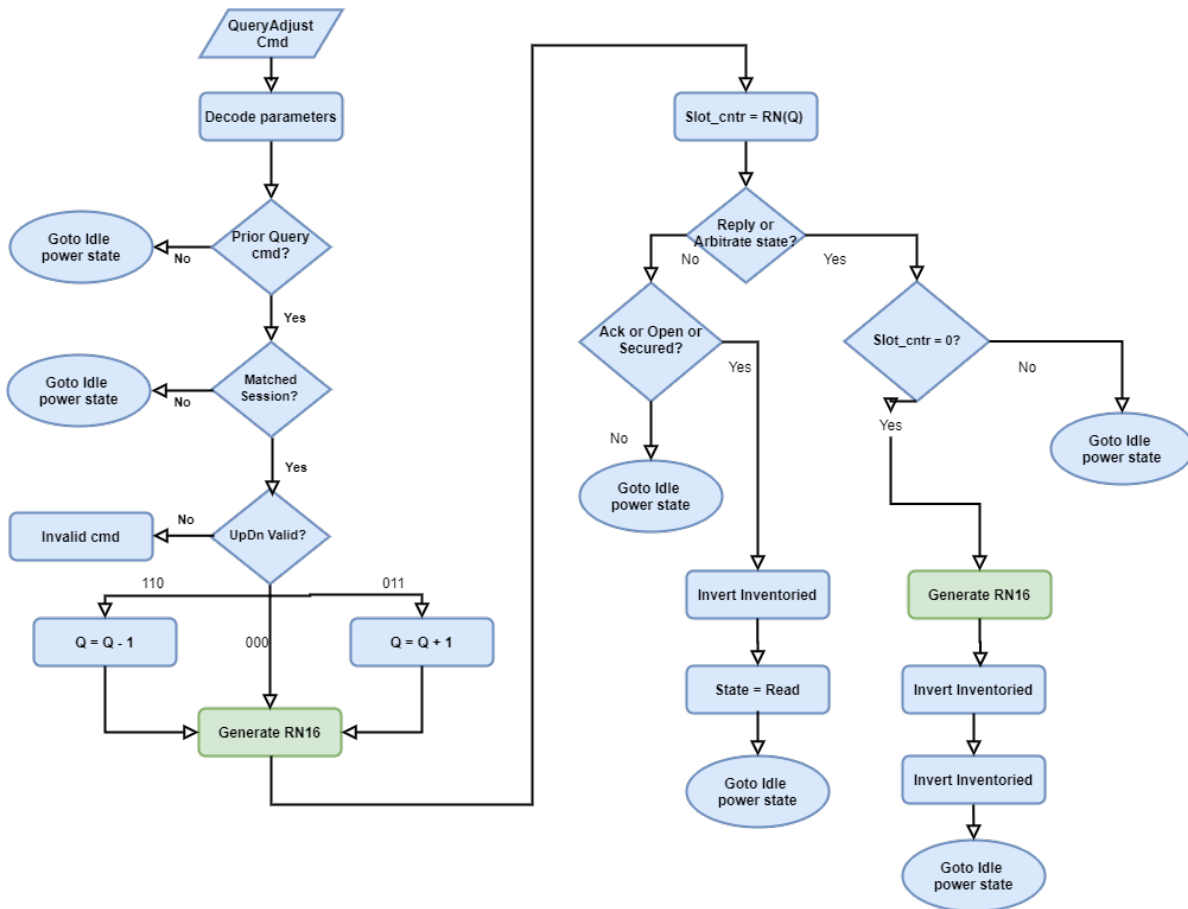 QueryAdjust
Cmd
Decode parameters
Prior Query
cmd?
No
Goto Idle
power state
Yes
Matched
Session?
No
Goto Idle
power state
Yes
UpDn Valid?
No
Invalid cmd
110
000
011
Q = Q - 1
Q = Q + 1
Generate RN16
Slot_cntr = RN(Q)
Reply or
Arbitrate state?
No
Yes
Ack or Open or
Secured?
Yes
No
Goto Idle
power state
Invert Inventoried
State = Read
Goto Idle
power state
Slot_cntr = 0?
No
Goto Idle
power state
Yes
Generate RN16
Invert Inventoried
Invert Inventoried
Goto Idle
power state